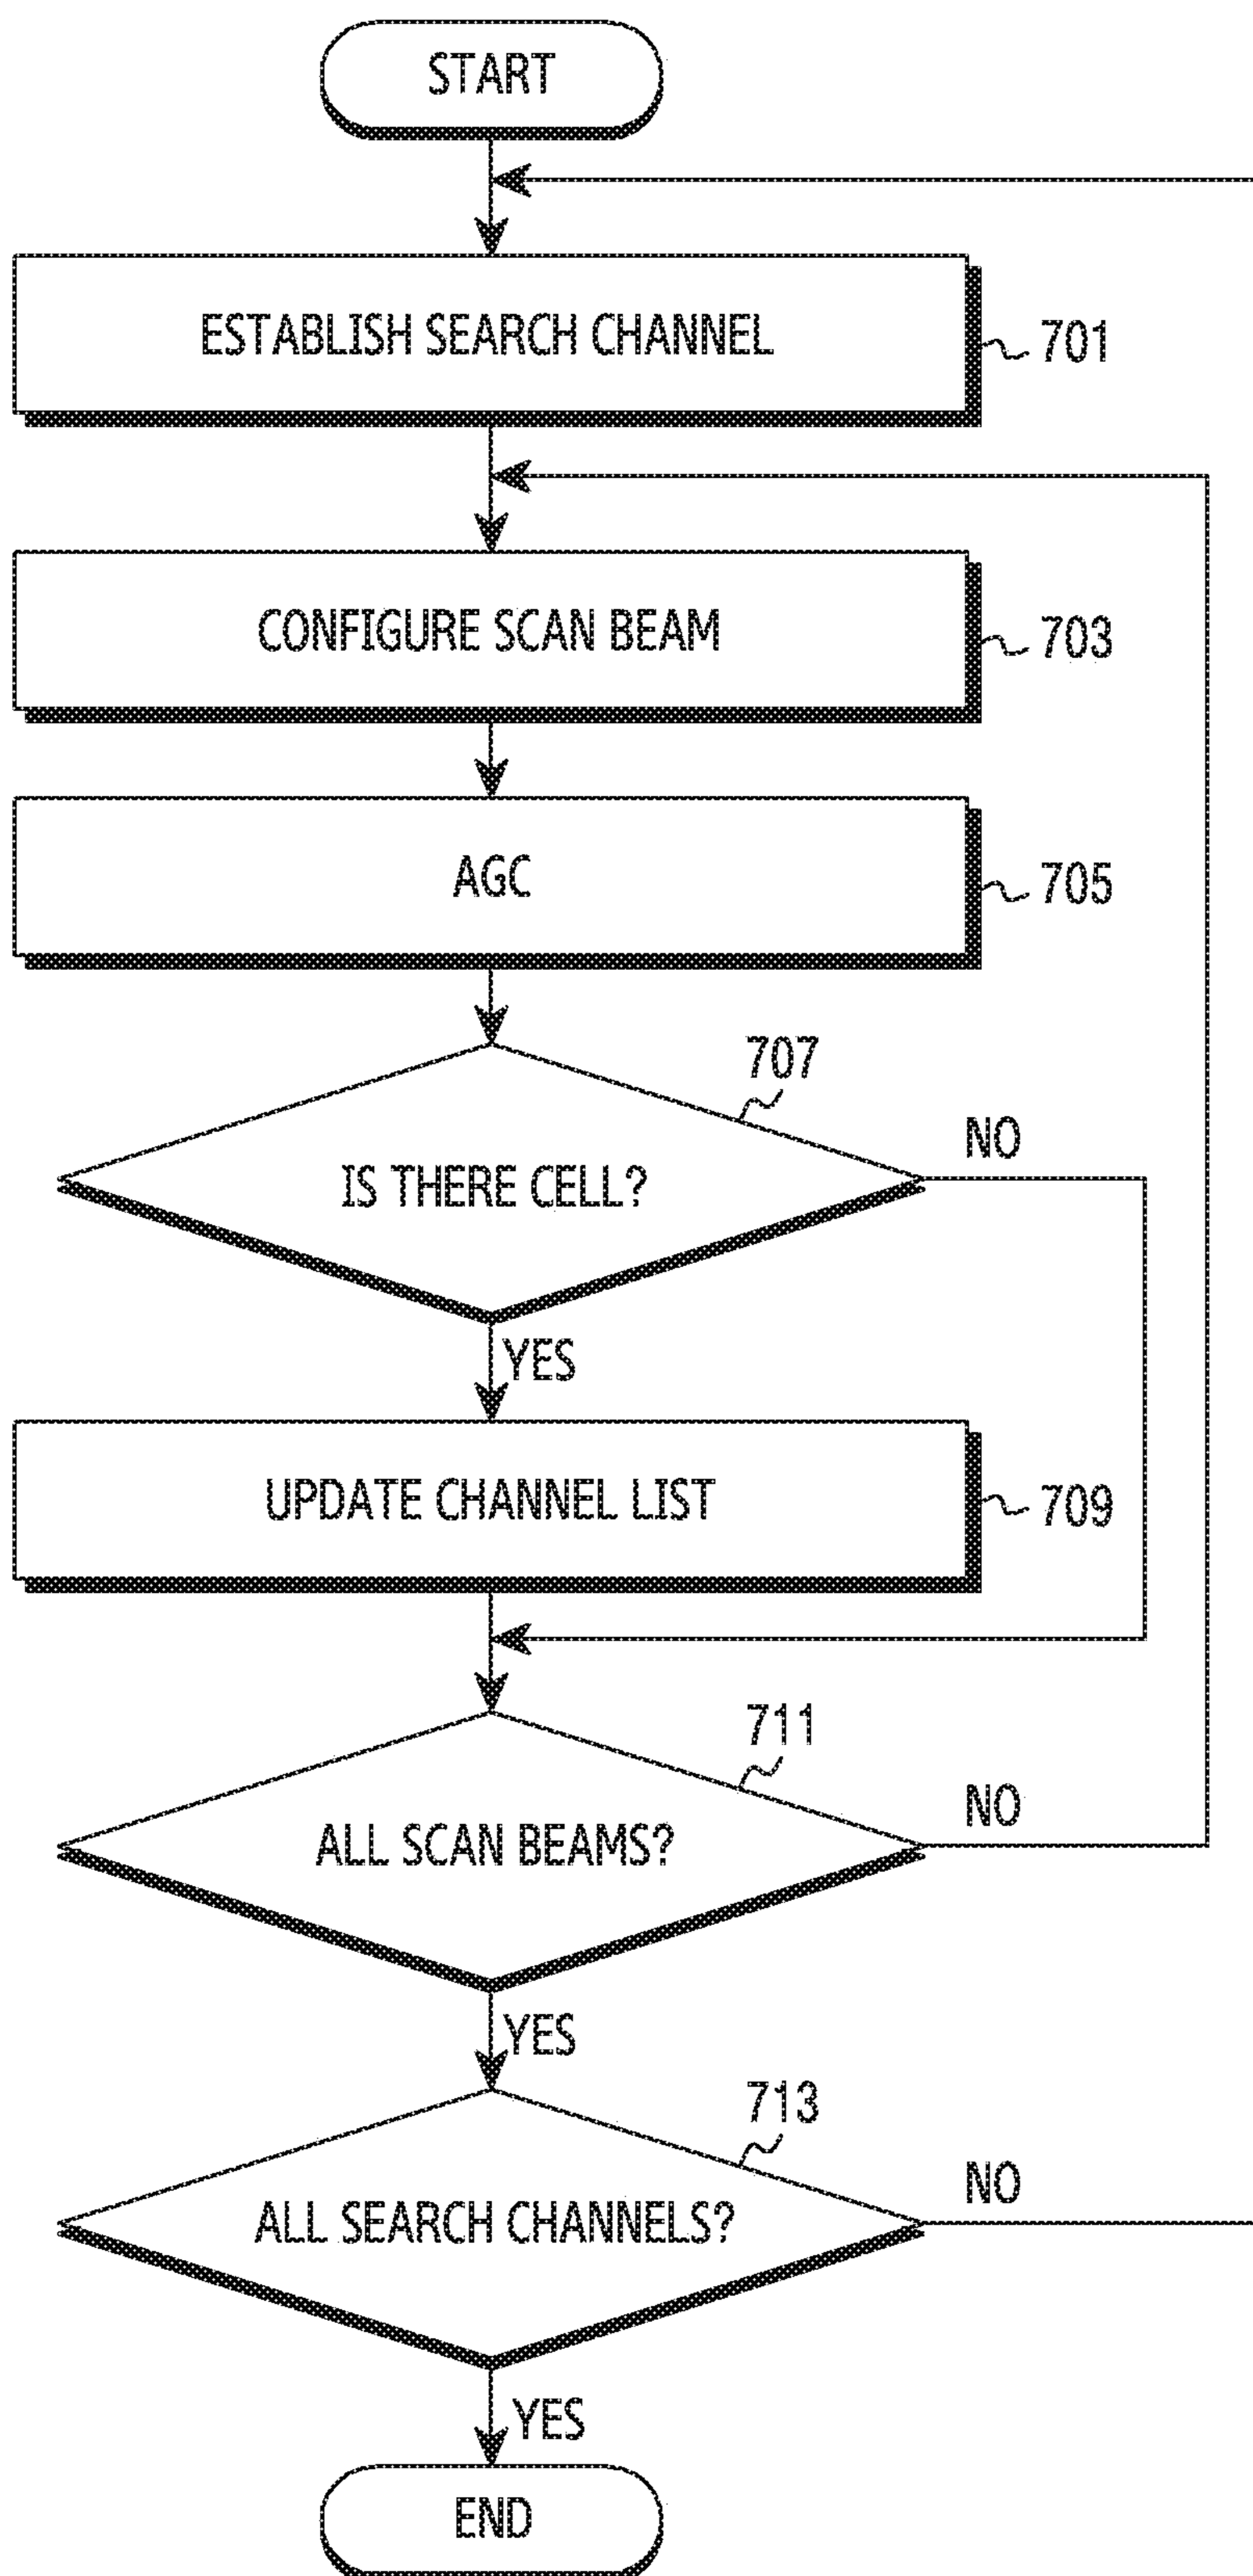 START
ESTABLISH SEARCH CHANNEL
701
CONFIGURE SCAN BEAM
703
AGC
705
707
NO
IS THERE CELL?
YES
UPDATE CHANNEL LIST
709
711
NO
ALL SCAN BEAMS?
YES
713
NO
ALL SEARCH CHANNELS?
YES
END